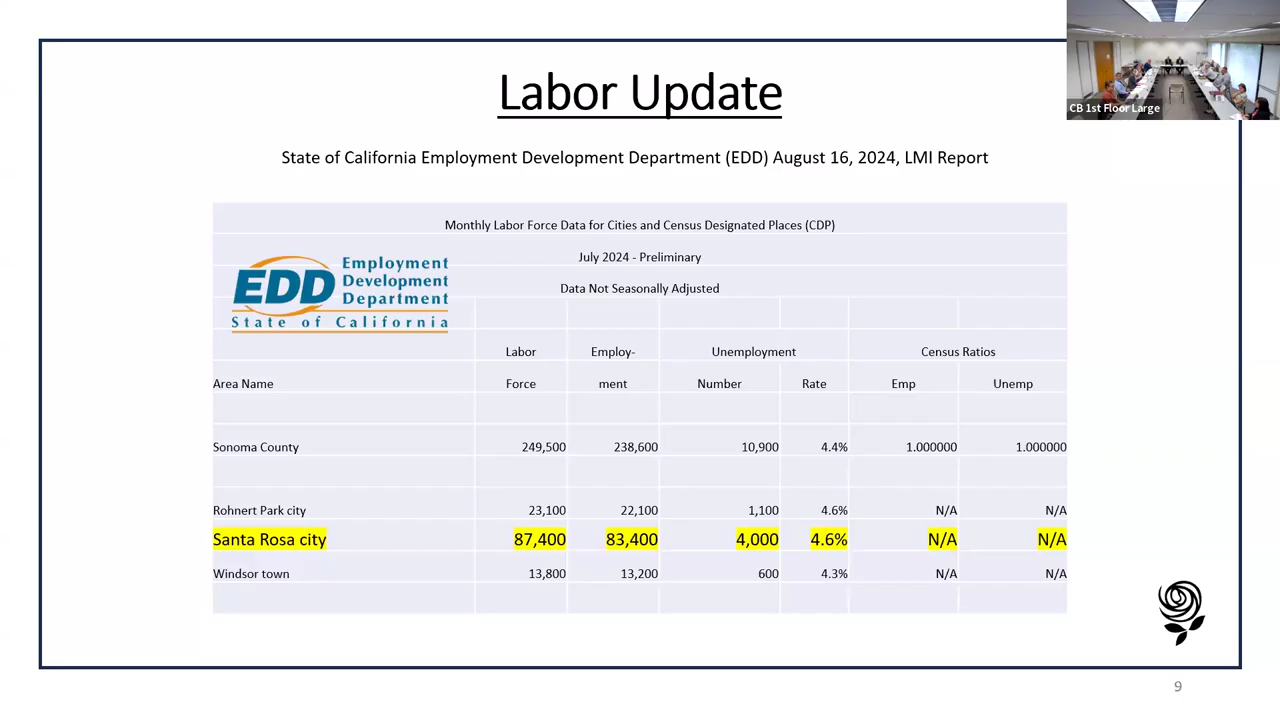 CB 1st Floor Large
Labor Update
State of California Employment Development Department (EDD) August 16, 2024, LMI Report
Monthly Labor Force Data for Cities and Census Designated Places (CDP)
July 2024 - Preliminary
Data Not Seasonally Adjusted
EDD Employment
Development
Department
State of California
Labor Employ- Unemployment Census Ratios
Area Name Force ment Number Rate Emp Unemp
Sonoma County 249,500 238,600 10,900 4.4% 1.000000 1.000000
Rohnert Park city 23,100 22,100 1,100 4.6% N/A N/A
Santa Rosa city 87,400 83,400 4,000 4.6% N/A N/A
Windsor town 13,800 13,200 600 4.3% N/A N/A
9